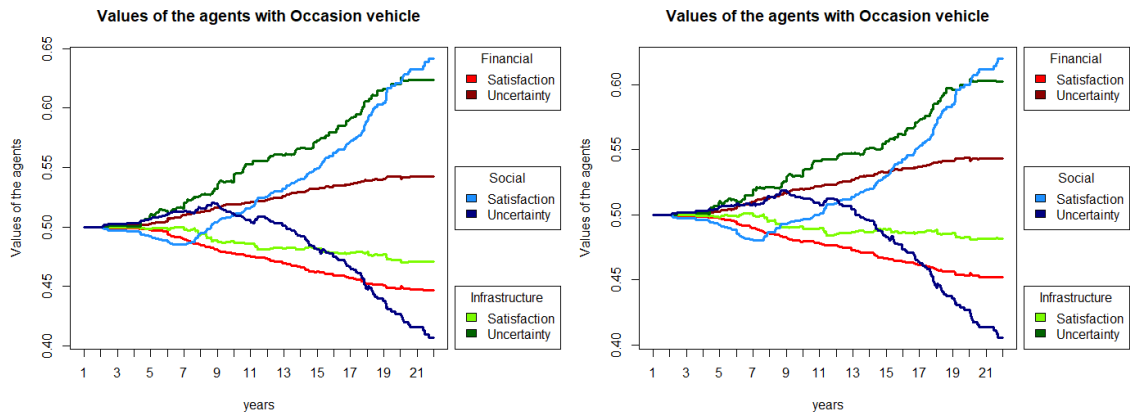 Values of the agents with Occasion vehicle
Values of the agents
0.65
0.60
0.55
0.50
0.45
0.40
1 3 5 7 9 11 13 15 17 19 21
years
Financial
Satisfaction
Uncertainty
Social
Satisfaction
Uncertainty
Infrastructure
Satisfaction
Uncertainty
Values of the agents with Occasion vehicle
Values of the agents
0.60
0.55
0.50
0.45
0.40
1 3 5 7 9 11 13 15 17 19 21
years
Financial
Satisfaction
Uncertainty
Social
Satisfaction
Uncertainty
Infrastructure
Satisfaction
Uncertainty